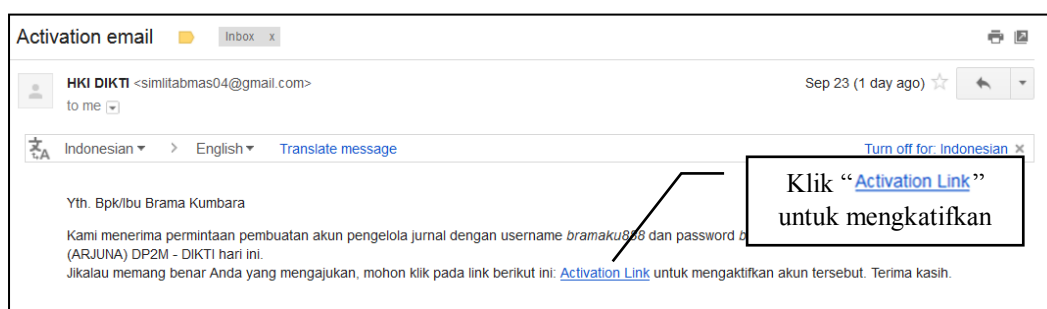 Activation email Inbox x
HKI DIKTI <simlitabmas04@gmail.com> Sep 23 (1 day ago)
to me
Indonesian > English Translate message Turn off for: Indonesian ×
Klik “Activation Link”
untuk mengkatifkan
Yth. Bpk/Ibu Brama Kumbara
Kami menerima permintaan pembuatan akun pengelola jurnal dengan username bramaku888 dan password
(ARJUNA) DP2M - DIKTI hari ini.
Jikalau memang benar Anda yang mengajukan, mohon klik pada link berikut ini: Activation Link untuk mengaktifkan akun tersebut. Terima kasih.